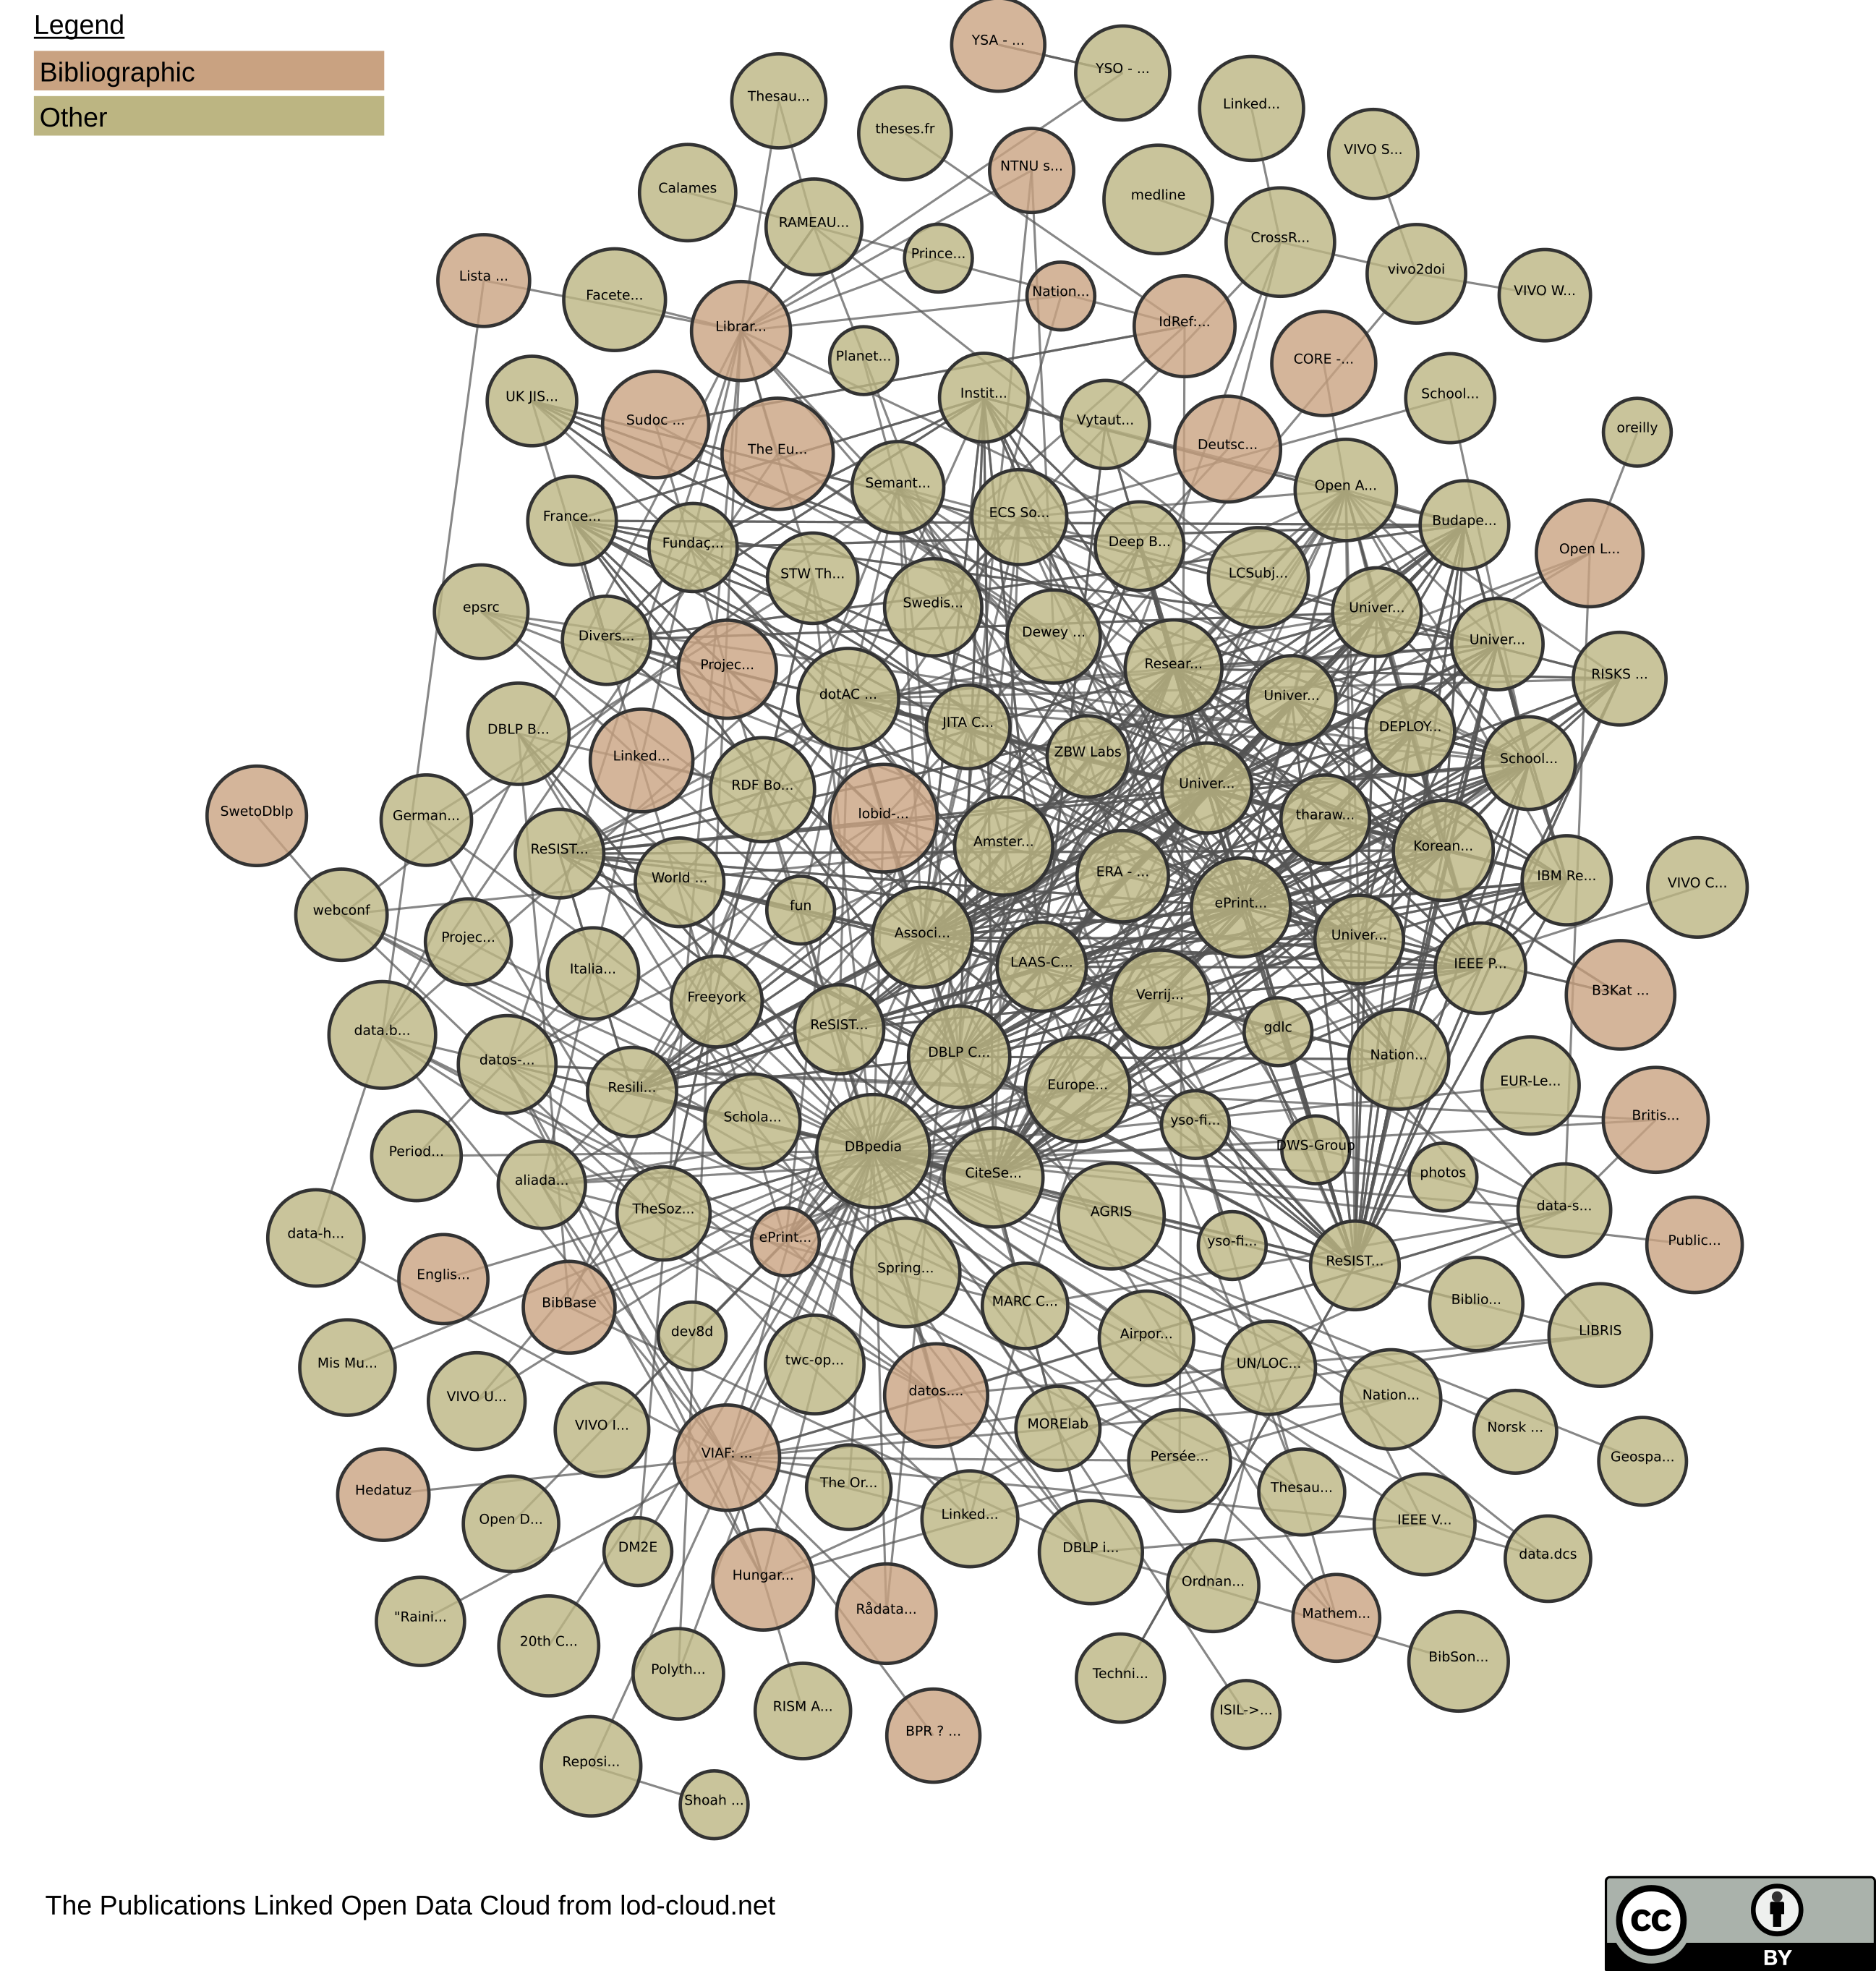 Legend
Bibliographic
Other
YSA - ...
YSO - ...
Thesau...
theses.fr
Linked...
VIVO S...
NTNU s...
Calames
medline
RAMEAU...
CrossR...
Prince...
vivo2doi
Lista ...
Facete...
Nation...
VIVO W...
Librar...
IdRef:...
Planet...
CORE -...
UK JIS...
Instit...
School...
Sudoc ...
Vytaut...
oreilly
The Eu...
Deutsc...
Semant...
Open A...
France...
ECS So...
Budape...
Fundaç...
Deep B...
Open L...
STW Th...
LCSubj...
epsrc
Swedis...
Univer...
Divers...
Dewey ...
Univer...
Projec...
Resear...
RISKS ...
dotAC ...
Univer...
DBLP B...
JITA C...
DEPLOY...
Linked...
ZBW Labs
School...
RDF Bo...
Univer...
SwetoDblp
German...
lobid-...
tharaw...
ReSIST...
Amster...
Korean...
World ...
ERA - ...
IBM Re...
VIVO C...
webconf
fun
ePrint...
Projec...
Associ...
Univer...
Italia...
LAAS-C...
IEEE P...
Freeyork
Verrij...
B3Kat ...
data.b...
ReSIST...
gdlc
datos-...
DBLP C...
Nation...
Resili...
Europe...
EUR-Le...
Schola...
yso-fi...
Britis...
Period...
DBpedia
DWS-Group
aliada...
CiteSe...
photos
TheSoz...
AGRIS
data-s...
data-h...
ePrint...
yso-fi...
Public...
Englis...
Spring...
ReSIST...
BibBase
MARC C...
Biblio...
Mis Mu...
dev8d
Airpor...
LIBRIS
twc-op...
UN/LOC...
VIVO U...
datos....
Nation...
VIVO I...
MORElab
Norsk ...
VIAF: ...
Persée...
Geospa...
Hedatuz
The Or...
Thesau...
Open D...
Linked...
IEEE V...
DM2E
DBLP i...
data.dcs
Hungar...
Ordnan...
"Raini...
Rådata...
Mathem...
20th C...
BibSon...
Polyth...
Techni...
RISM A...
ISIL->...
BPR ? ...
Reposi...
Shoah ...
The Publications Linked Open Data Cloud from lod-cloud.net
cc
BY